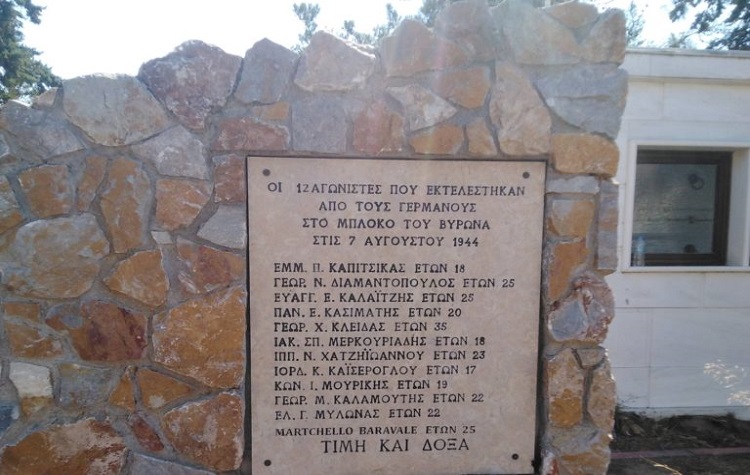 ΟΙ 12 ΑΓΩΝΙΣΤΕΣ ΠΟΥ ΕΚΤΕΛΕΣΤΗΚΑΝ
ΑΠΟ ΤΟΥΣ ΓΕΡΜΑΝΟΥΣ
ΣΤΟ ΜΠΛΟΚΟ ΤΟΥ ΒΥΡΩΝΑ
ΣΤΙΣ 7 ΑΥΓΟΥΣΤΟΥ 1944
ΕΜΜ. Π. ΚΑΠΙΤΣΙΚΑΣ ΕΤΩΝ 18
ΓΕΩΡ. Ν. ΔΙΑΜΑΝΤΟΠΟΥΛΟΣ ΕΤΩΝ 25
ΕΥΑΓΓ. Ε. ΚΑΛΑΪΤΖΗΣ ΕΤΩΝ 25
ΠΑΝ. Ε. ΚΑΣΙΜΑΤΗΣ ΕΤΩΝ 20
ΓΕΩΡ. Χ. ΚΛΕΙΔΑΣ ΕΤΩΝ 35
ΙΑΚ. ΣΠ. ΜΕΡΚΟΥΡΙΑΔΗΣ ΕΤΩΝ 18
ΙΠΠ. Ν. ΧΑΤΖΗΪΩΑΝΝΟΥ ΕΤΩΝ 23
ΙΟΡΔ. Κ. ΚΑΪΣΕΡΟΓΛΟΥ ΕΤΩΝ 17
ΚΩΝ. Ι. ΜΟΥΡΙΚΗΣ ΕΤΩΝ 19
ΓΕΩΡ. Μ. ΚΑΛΑΜΟΥΤΗΣ ΕΤΩΝ 22
ΕΛ. Γ. ΜΥΛΩΝΑΣ ΕΤΩΝ 22
MARTCHELLO BARAVALE ΕΤΩΝ 25
ΤΙΜΗ ΚΑΙ ΔΟΞΑ